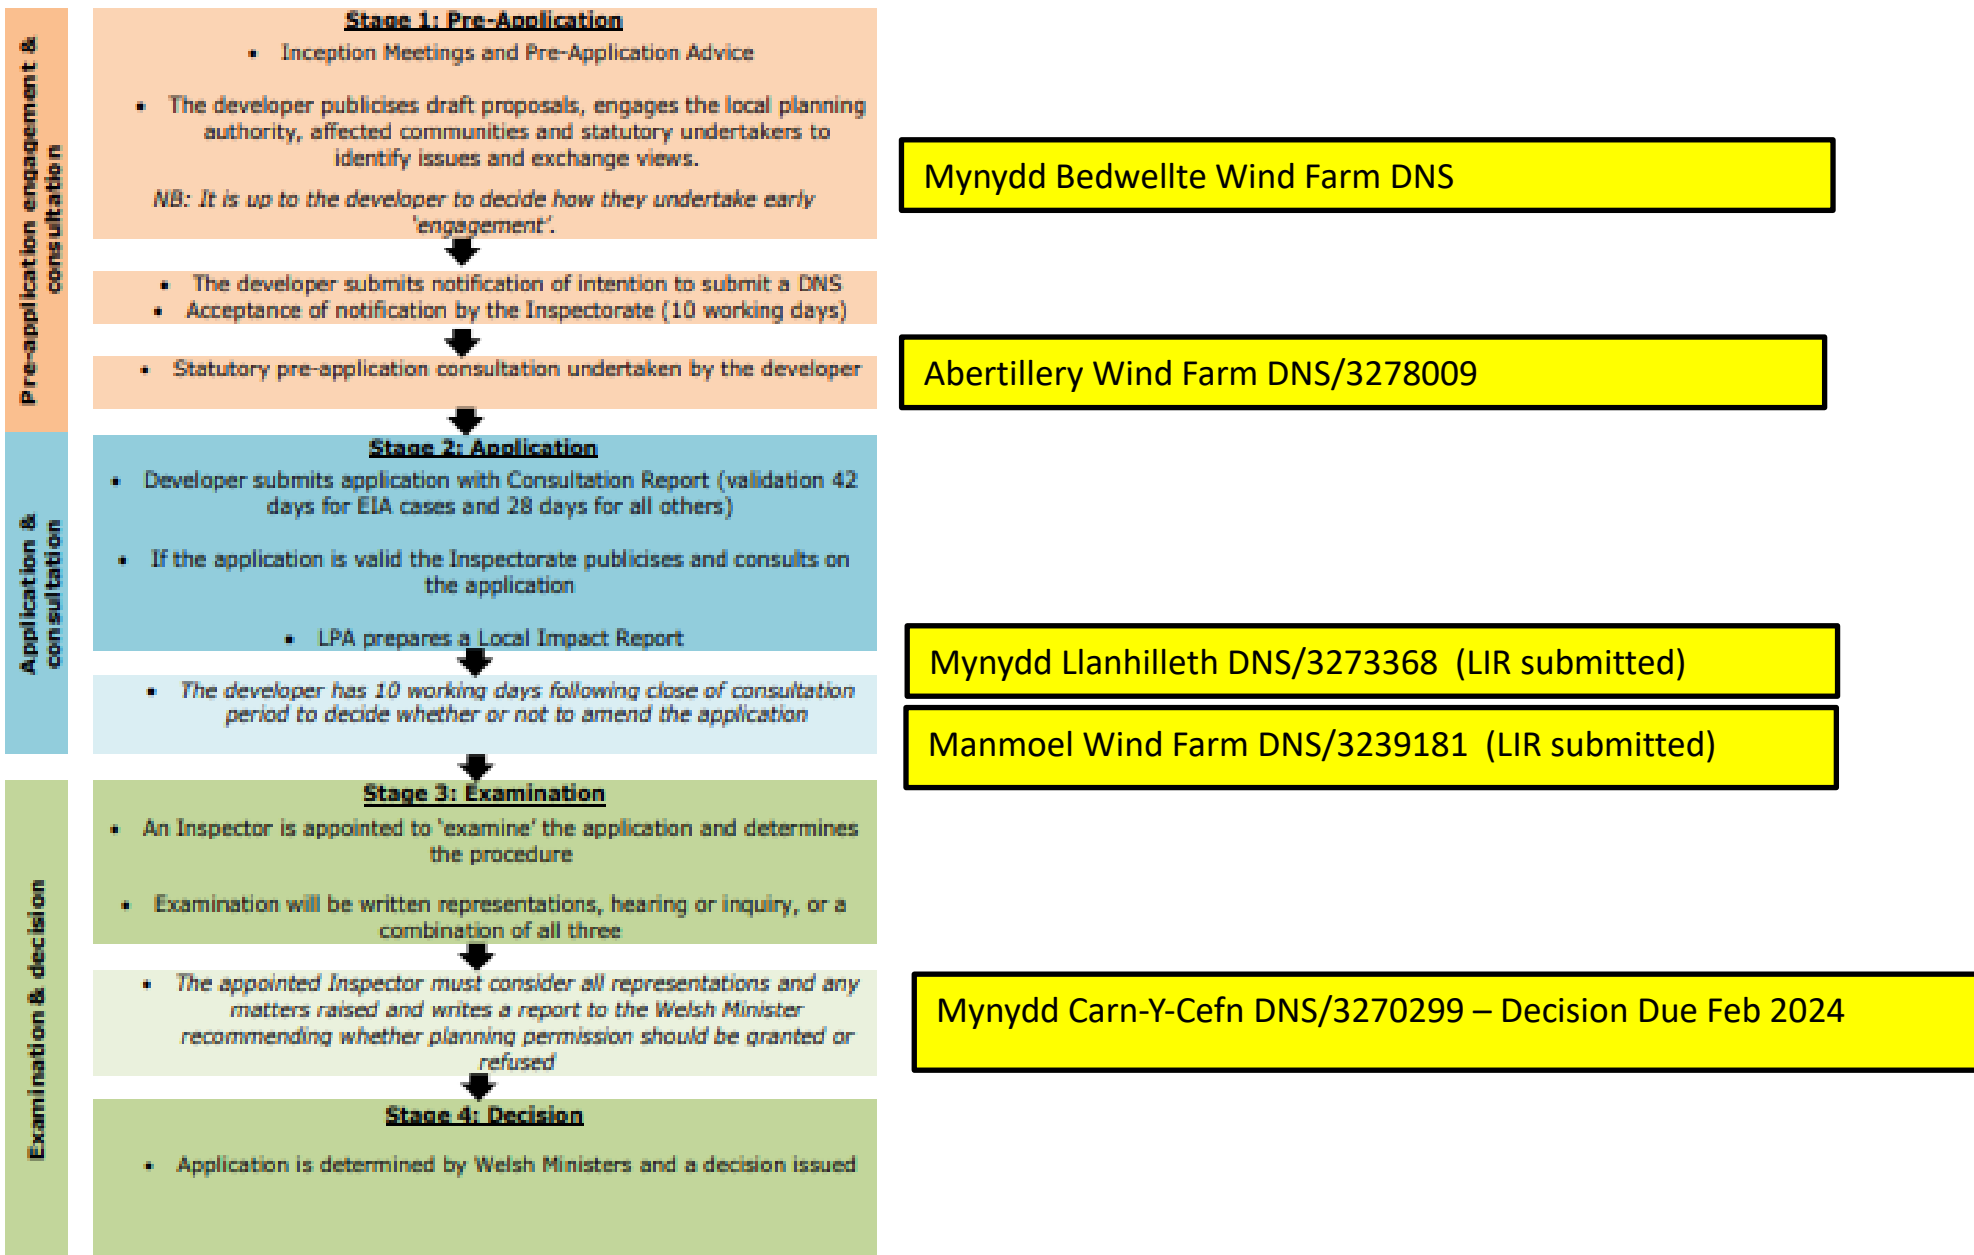 Pre-application engagement &
consultation
Stage 1: Pre-Application
• Inception Meetings and Pre-Application Advice
• The developer publicises draft proposals, engages the local planning
authority, affected communities and statutory undertakers to
identify issues and exchange views.
NB: It is up to the developer to decide how they undertake early
'engagement'.
Mynydd Bedwellte Wind Farm DNS
• The developer submits notification of intention to submit a DNS
• Acceptance of notification by the Inspectorate (10 working days)
• Statutory pre-application consultation undertaken by the developer
Abertillery Wind Farm DNS/3278009
Application &
consultation
Stage 2: Application
• Developer submits application with Consultation Report (validation 42
days for EIA cases and 28 days for all others)
• If the application is valid the Inspectorate publicises and consults on
the application
• LPA prepares a Local Impact Report
Mynydd Llanhilleth DNS/3273368 (LIR submitted)
• The developer has 10 working days following close of consultation
period to decide whether or not to amend the application
Manmoel Wind Farm DNS/3239181 (LIR submitted)
Examination & decision
Stage 3: Examination
• An Inspector is appointed to 'examine' the application and determines
the procedure
• Examination will be written representations, hearing or inquiry, or a
combination of all three
• The appointed Inspector must consider all representations and any
matters raised and writes a report to the Welsh Minister
recommending whether planning permission should be granted or
refused
Mynydd Carn-Y-Cefn DNS/3270299 – Decision Due Feb 2024
Stage 4: Decision
• Application is determined by Welsh Ministers and a decision issued